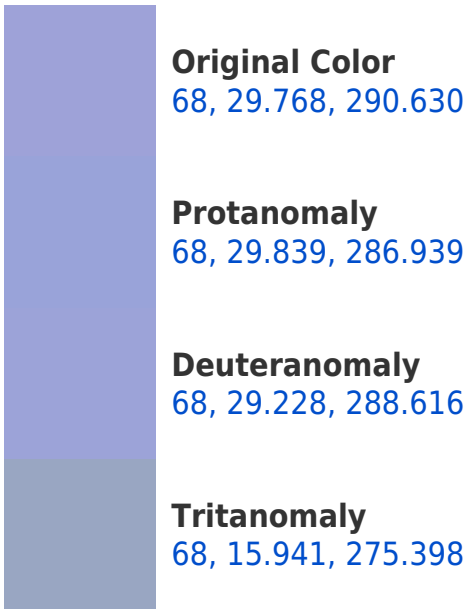 Original Color
68, 29.768, 290.630
Protanomaly
68, 29.839, 286.939
Deuteranomaly
68, 29.228, 288.616
Tritanomaly
68, 15.941, 275.398